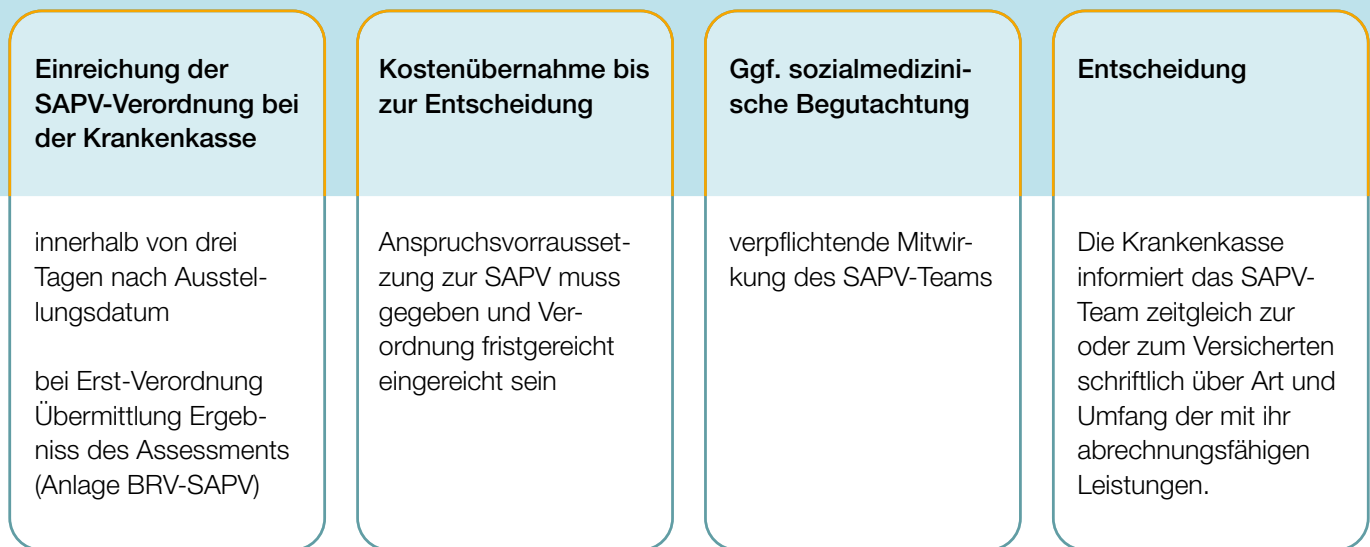 Einreichung der
SAPV-Verordnung bei
der Krankenkasse
innerhalb von drei
Tagen nach Ausstel-
lungsdatum
bei Erst-Verordnung
Übermittlung Ergeb-
niss des Assessments
(Anlage BRV-SAPV)
Kostenübernahme bis
zur Entscheidung
Anspruchsvorrausset-
zung zur SAPV muss
gegeben und Ver-
ordnung fristgereicht
eingereicht sein
Ggf. sozialmedizini-
sche Begutachtung
verpflichtende Mitwir-
kung des SAPV-Teams
Entscheidung
Die Krankenkasse
informiert das SAPV-
Team zeitgleich zur
oder zum Versicherten
schriftlich über Art und
Umfang der mit ihr
abrechnungsfähigen
Leistungen.